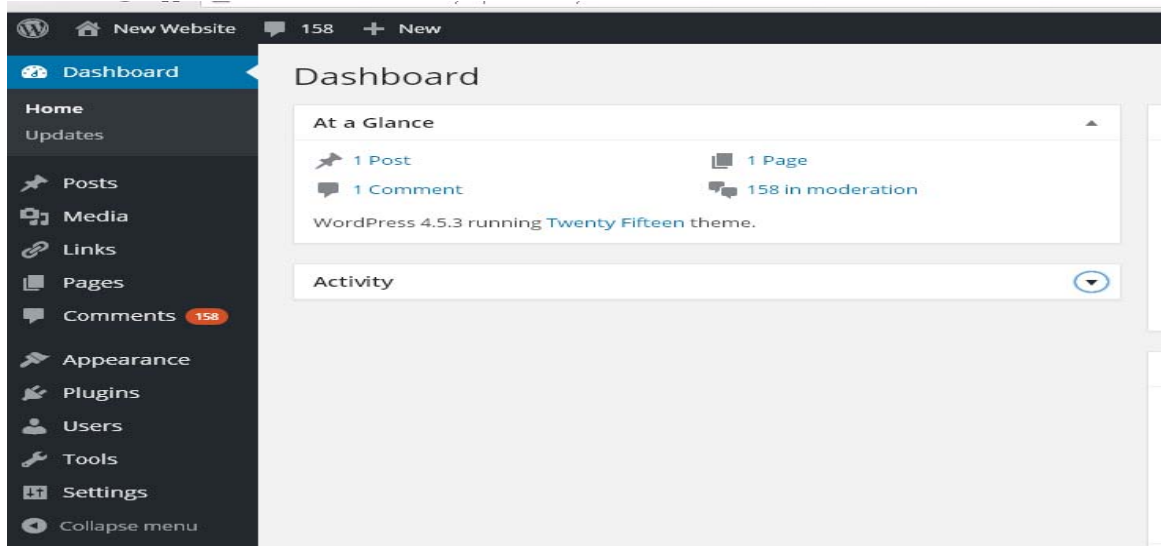 New Website 158 + New
Dashboard
Home
Updates
Posts
Media
Links
Pages
Comments 158
Appearance
Plugins
Users
Tools
Settings
Collapse menu
Dashboard
At a Glance
1 Post 1 Page
1 Comment 158 in moderation
WordPress 4.5.3 running Twenty Fifteen theme.
Activity